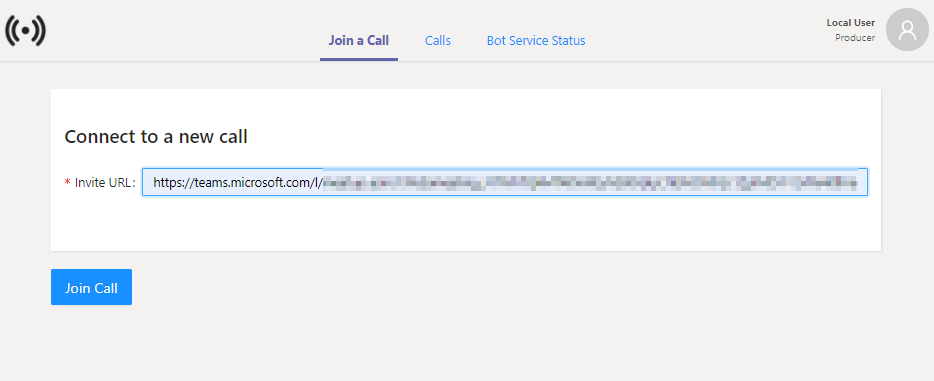 Local User
Producer
Join a Call
Calls
Bot Service Status
Connect to a new call
* Invite URL:
https://teams.microsoft.com/l/
Join Call